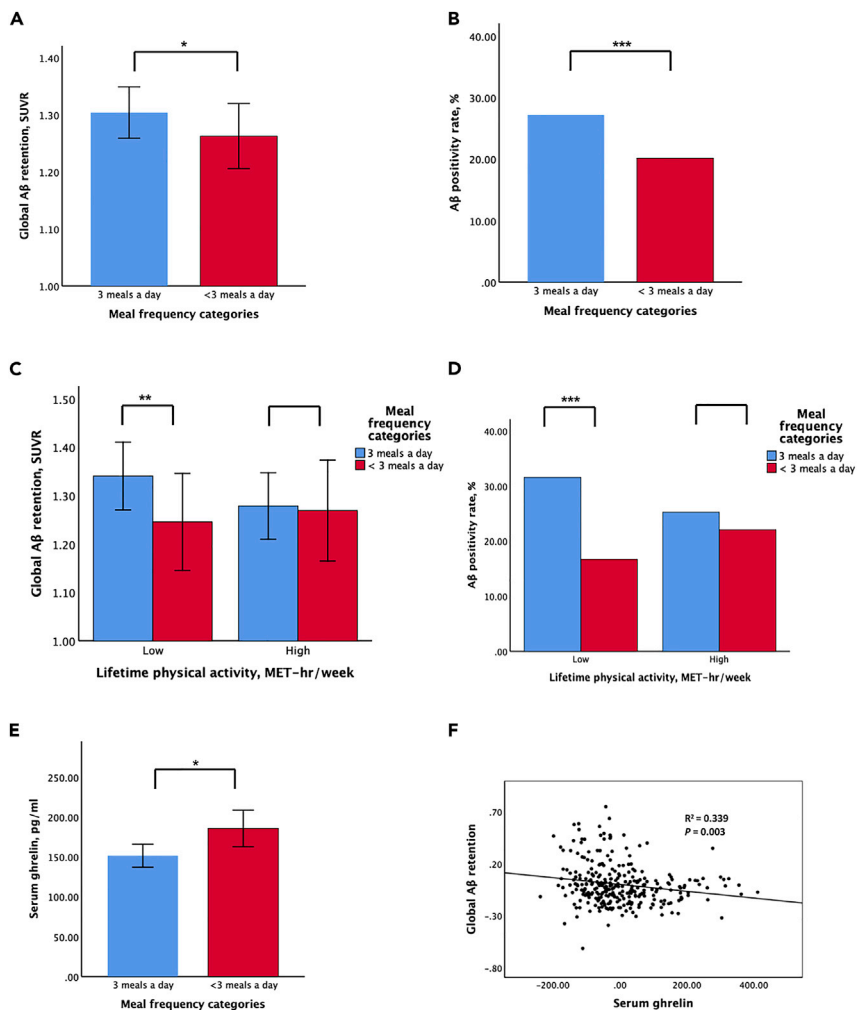 A
Global Aβ retention, SUVR
1.40
1.30
1.20
1.10
1.00
*
3 meals a day
<3 meals a day
Meal frequency categories
B
Aβ positivity rate, %
40.00
30.00
20.00
10.00
.00
***
3 meals a day
< 3 meals a day
Meal frequency categories
C
Global Aβ retention, SUVR
1.50
1.40
1.30
1.20
1.10
1.00
**
Meal
frequency
categories
3 meals a day
< 3 meals a day
Low
High
Lifetime physical activity, MET-hr/week
D
Aβ positivity rate, %
40.00
30.00
20.00
10.00
.00
***
Meal
frequency
categories
3 meals a day
< 3 meals a day
Low
High
Lifetime physical activity, MET-hr/week
E
Serum ghrelin, pg/ml
250.00
200.00
150.00
100.00
50.00
.00
*
3 meals a day
<3 meals a day
Meal frequency categories
F
Global Aβ retention
.70
.20
-.30
-.80
R² = 0.339
P = 0.003
-200.00
.00
200.00
400.00
Serum ghrelin